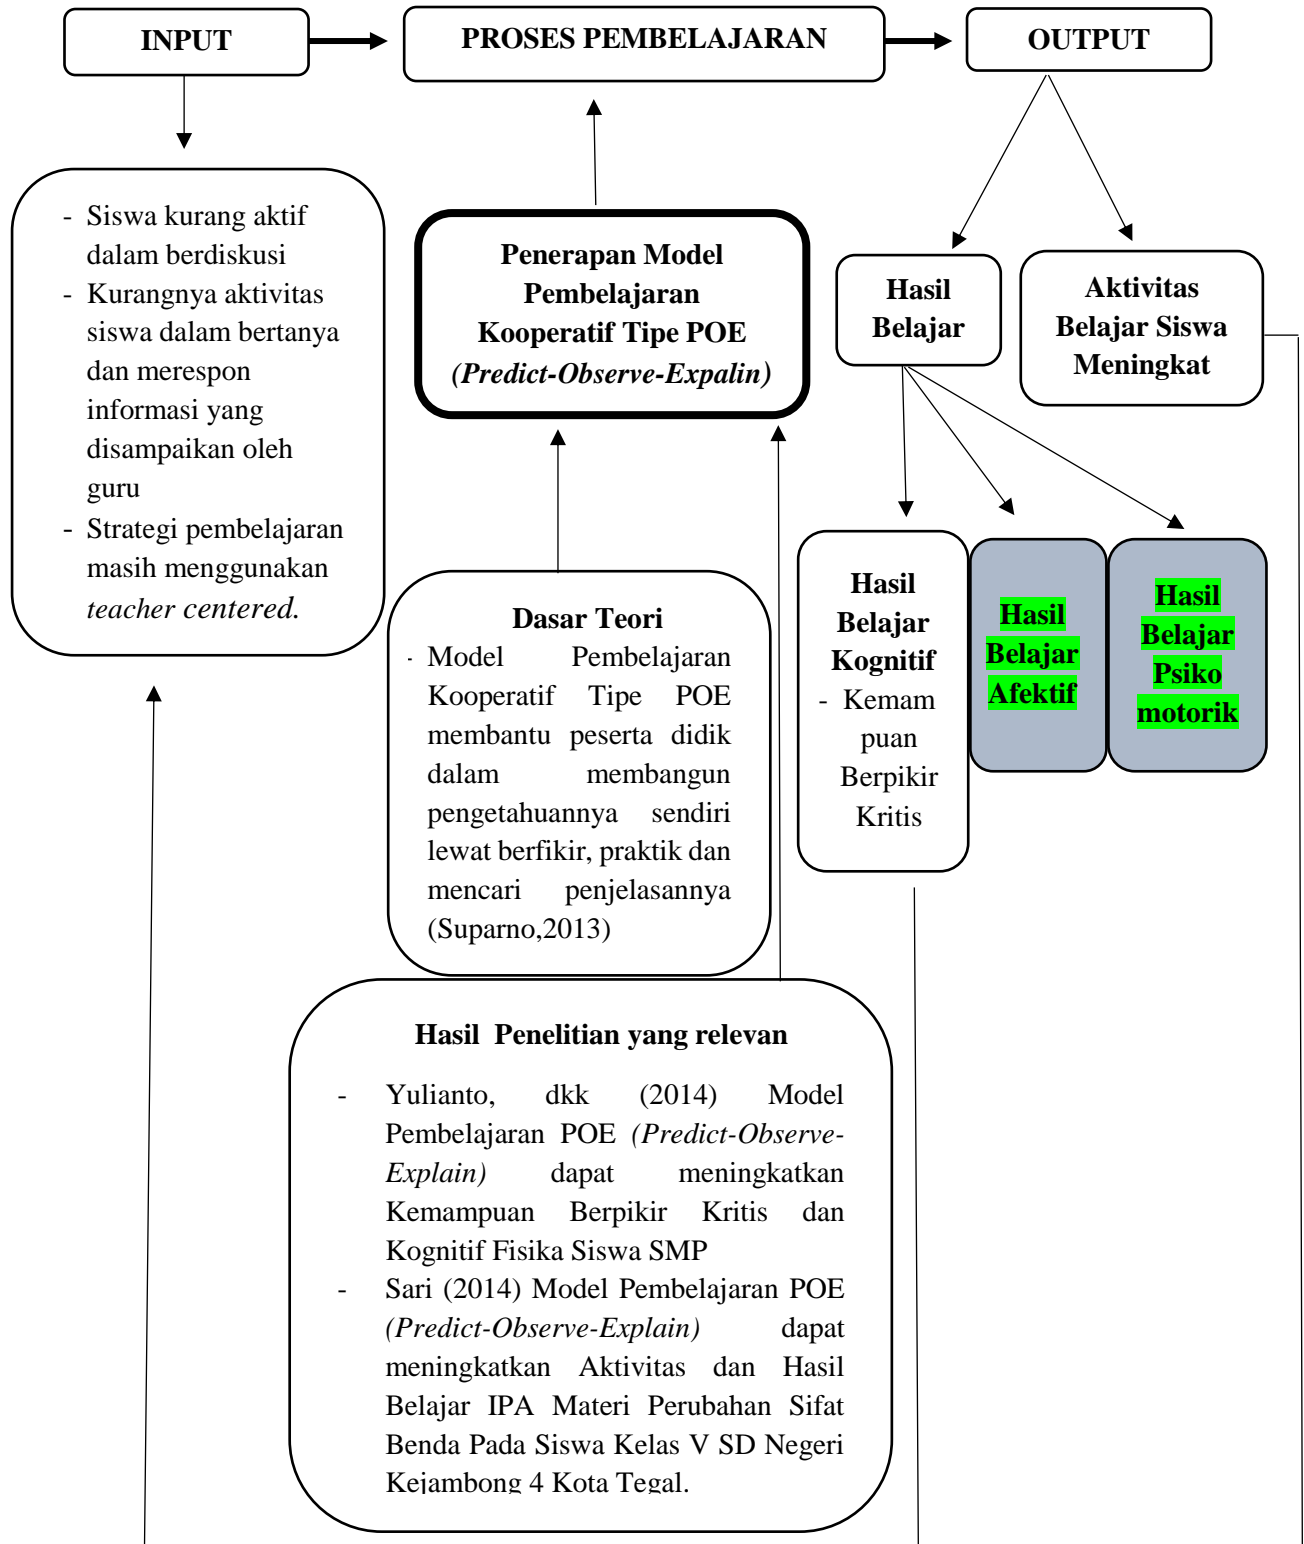 INPUT
PROSES PEMBELAJARAN
OUTPUT
- Siswa kurang aktif
dalam berdiskusi
- Kurangnya aktivitas
siswa dalam bertanya
dan merespon
informasi yang
disampaikan oleh
guru
- Strategi pembelajaran
masih menggunakan
teacher centered.
Penerapan Model
Pembelajaran
Kooperatif Tipe POE
(Predict-Observe-Expalin)
Hasil
Belajar
Aktivitas
Belajar Siswa
Meningkat
Dasar Teori
- Model Pembelajaran
Kooperatif Tipe POE
membantu peserta didik
dalam membangun
pengetahuannya sendiri
lewat berfikir, praktik dan
mencari penjelasannya
(Suparno,2013)
Hasil
Belajar
Kognitif
- Kemam
puan
Berpikir
Kritis
Hasil
Belajar
Afektif
Hasil
Belajar
Psiko
motorik
Hasil Penelitian yang relevan
- Yulianto, dkk (2014) Model
Pembelajaran POE (Predict-Observe-
Explain) dapat meningkatkan
Kemampuan Berpikir Kritis dan
Kognitif Fisika Siswa SMP
- Sari (2014) Model Pembelajaran POE
(Predict-Observe-Explain) dapat
meningkatkan Aktivitas dan Hasil
Belajar IPA Materi Perubahan Sifat
Benda Pada Siswa Kelas V SD Negeri
Kejambong 4 Kota Tegal.